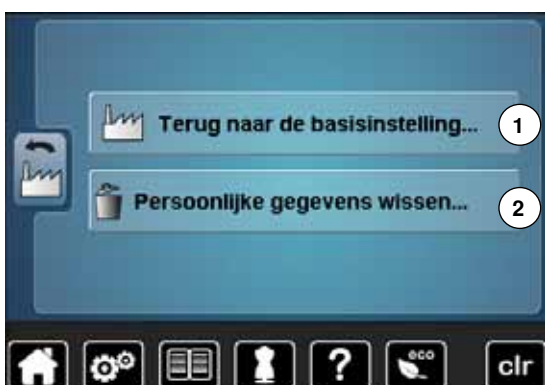 Terug naar de basisinstelling...
1
Persoonlijke gegevens wissen...
2
?
eco
clr